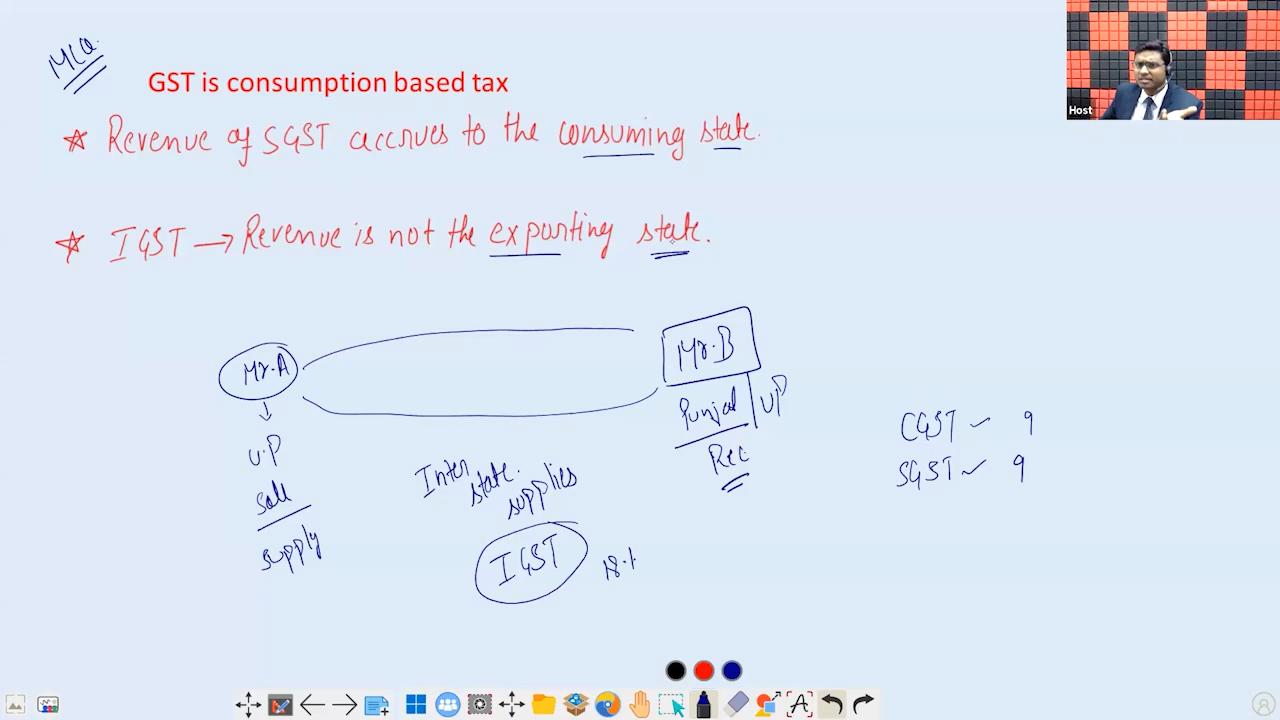 MCQ.
GST is consumption based tax
Revenue of SGST accrues to the consuming state.
IGST → Revenue is not the exporting state.
Mr.A
U.P
Sale
supply
Inter state. supplies
IGST 18%
Mr.B
Punjab | UP
Rec
CGST 9
SGST 9
Host